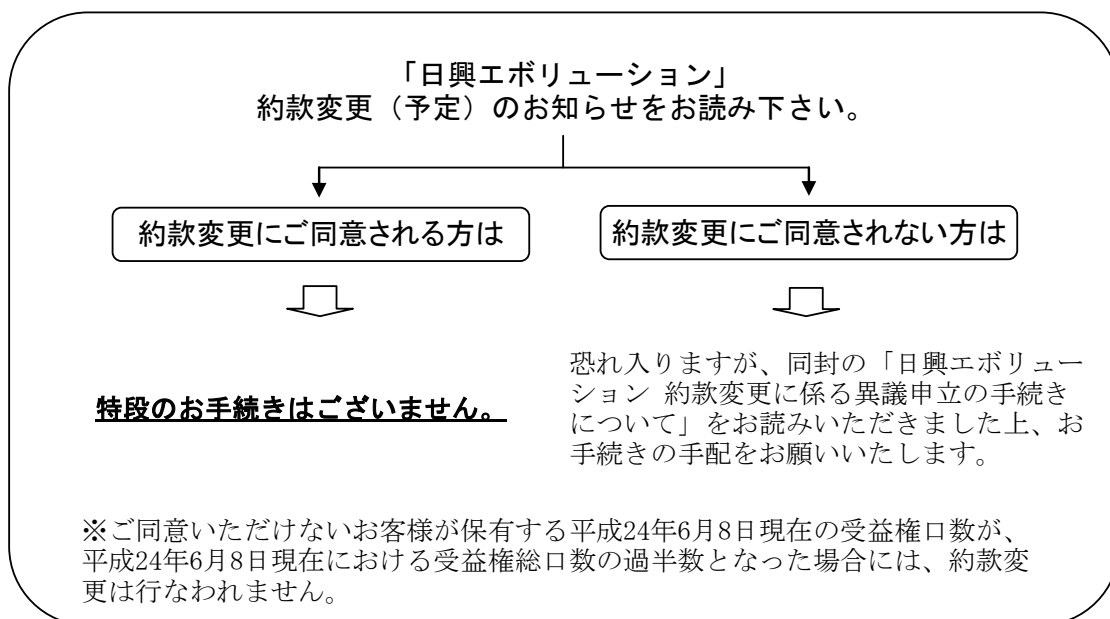 「日興エボリューション」
約款変更（予定）のお知らせをお読み下さい。
約款変更にご同意される方は
約款変更にご同意されない方は
特段のお手続きはございません。
恐れ入りますが、同封の「日興エボリュー
ション 約款変更に係る異議申立の手続き
について」をお読みいただきました上、お
手続きの手配をお願いいたします。
※ご同意いただけないお客様が保有する平成24年6月8日現在の受益権口数が、
平成24年6月8日現在における受益権総口数の過半数となった場合には、約款変
更は行なわれません。